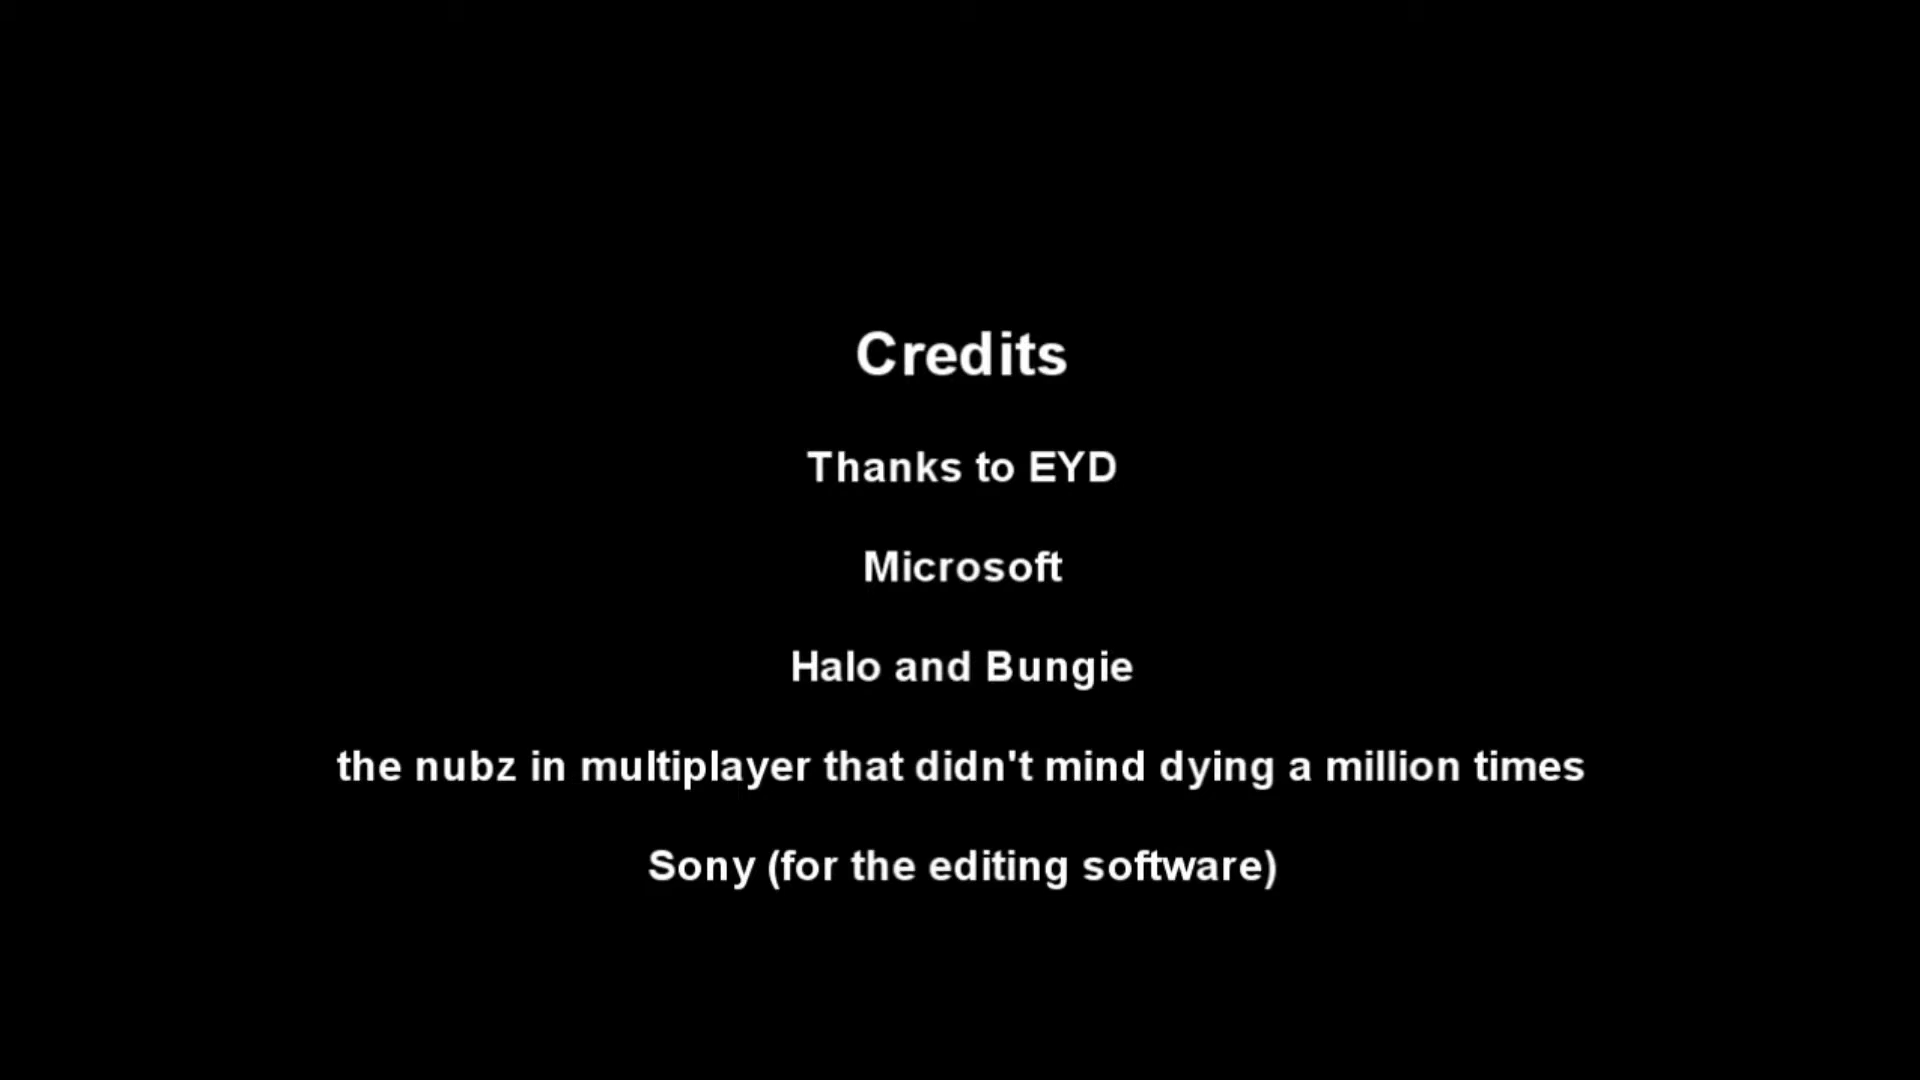 Credits
Thanks to EYD
Microsoft
Halo and Bungie
the nubz in multiplayer that didn't mind dying a million times
Sony (for the editing software)